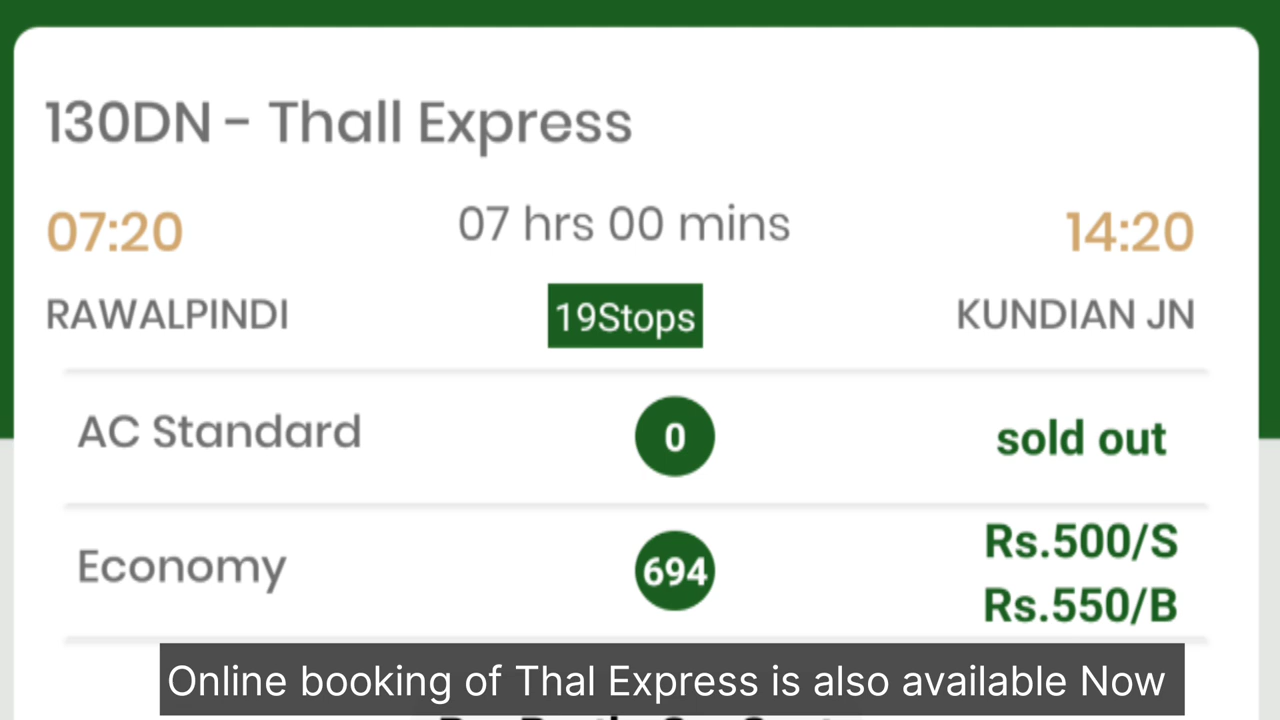 130DN - Thall Express
07:20 07 hrs 00 mins 14:20
RAWALPINDI 19Stops KUNDIAN JN
AC Standard 0 sold out
Economy 694 Rs.500/S
Rs.550/B
Online booking of Thal Express is also available Now